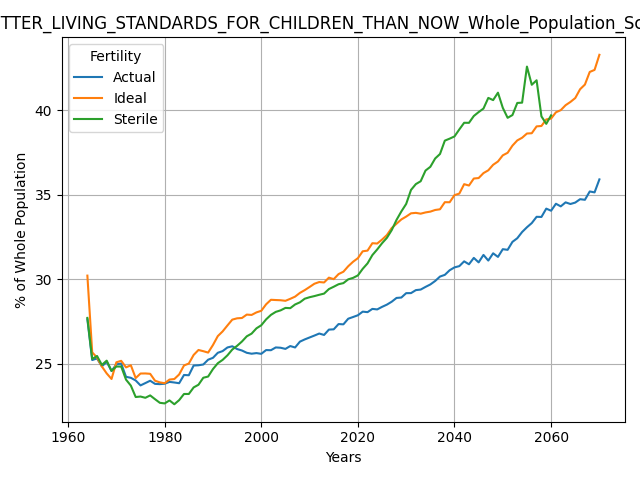 TTER_LIVING_STANDARDS_FOR_CHILDREN_THAN_NOW_Whole_Population_Sc
Fertility
Actual
Ideal
Sterile
% of Whole Population
40
35
30
25
1960 1980 2000 2020 2040 2060
Years